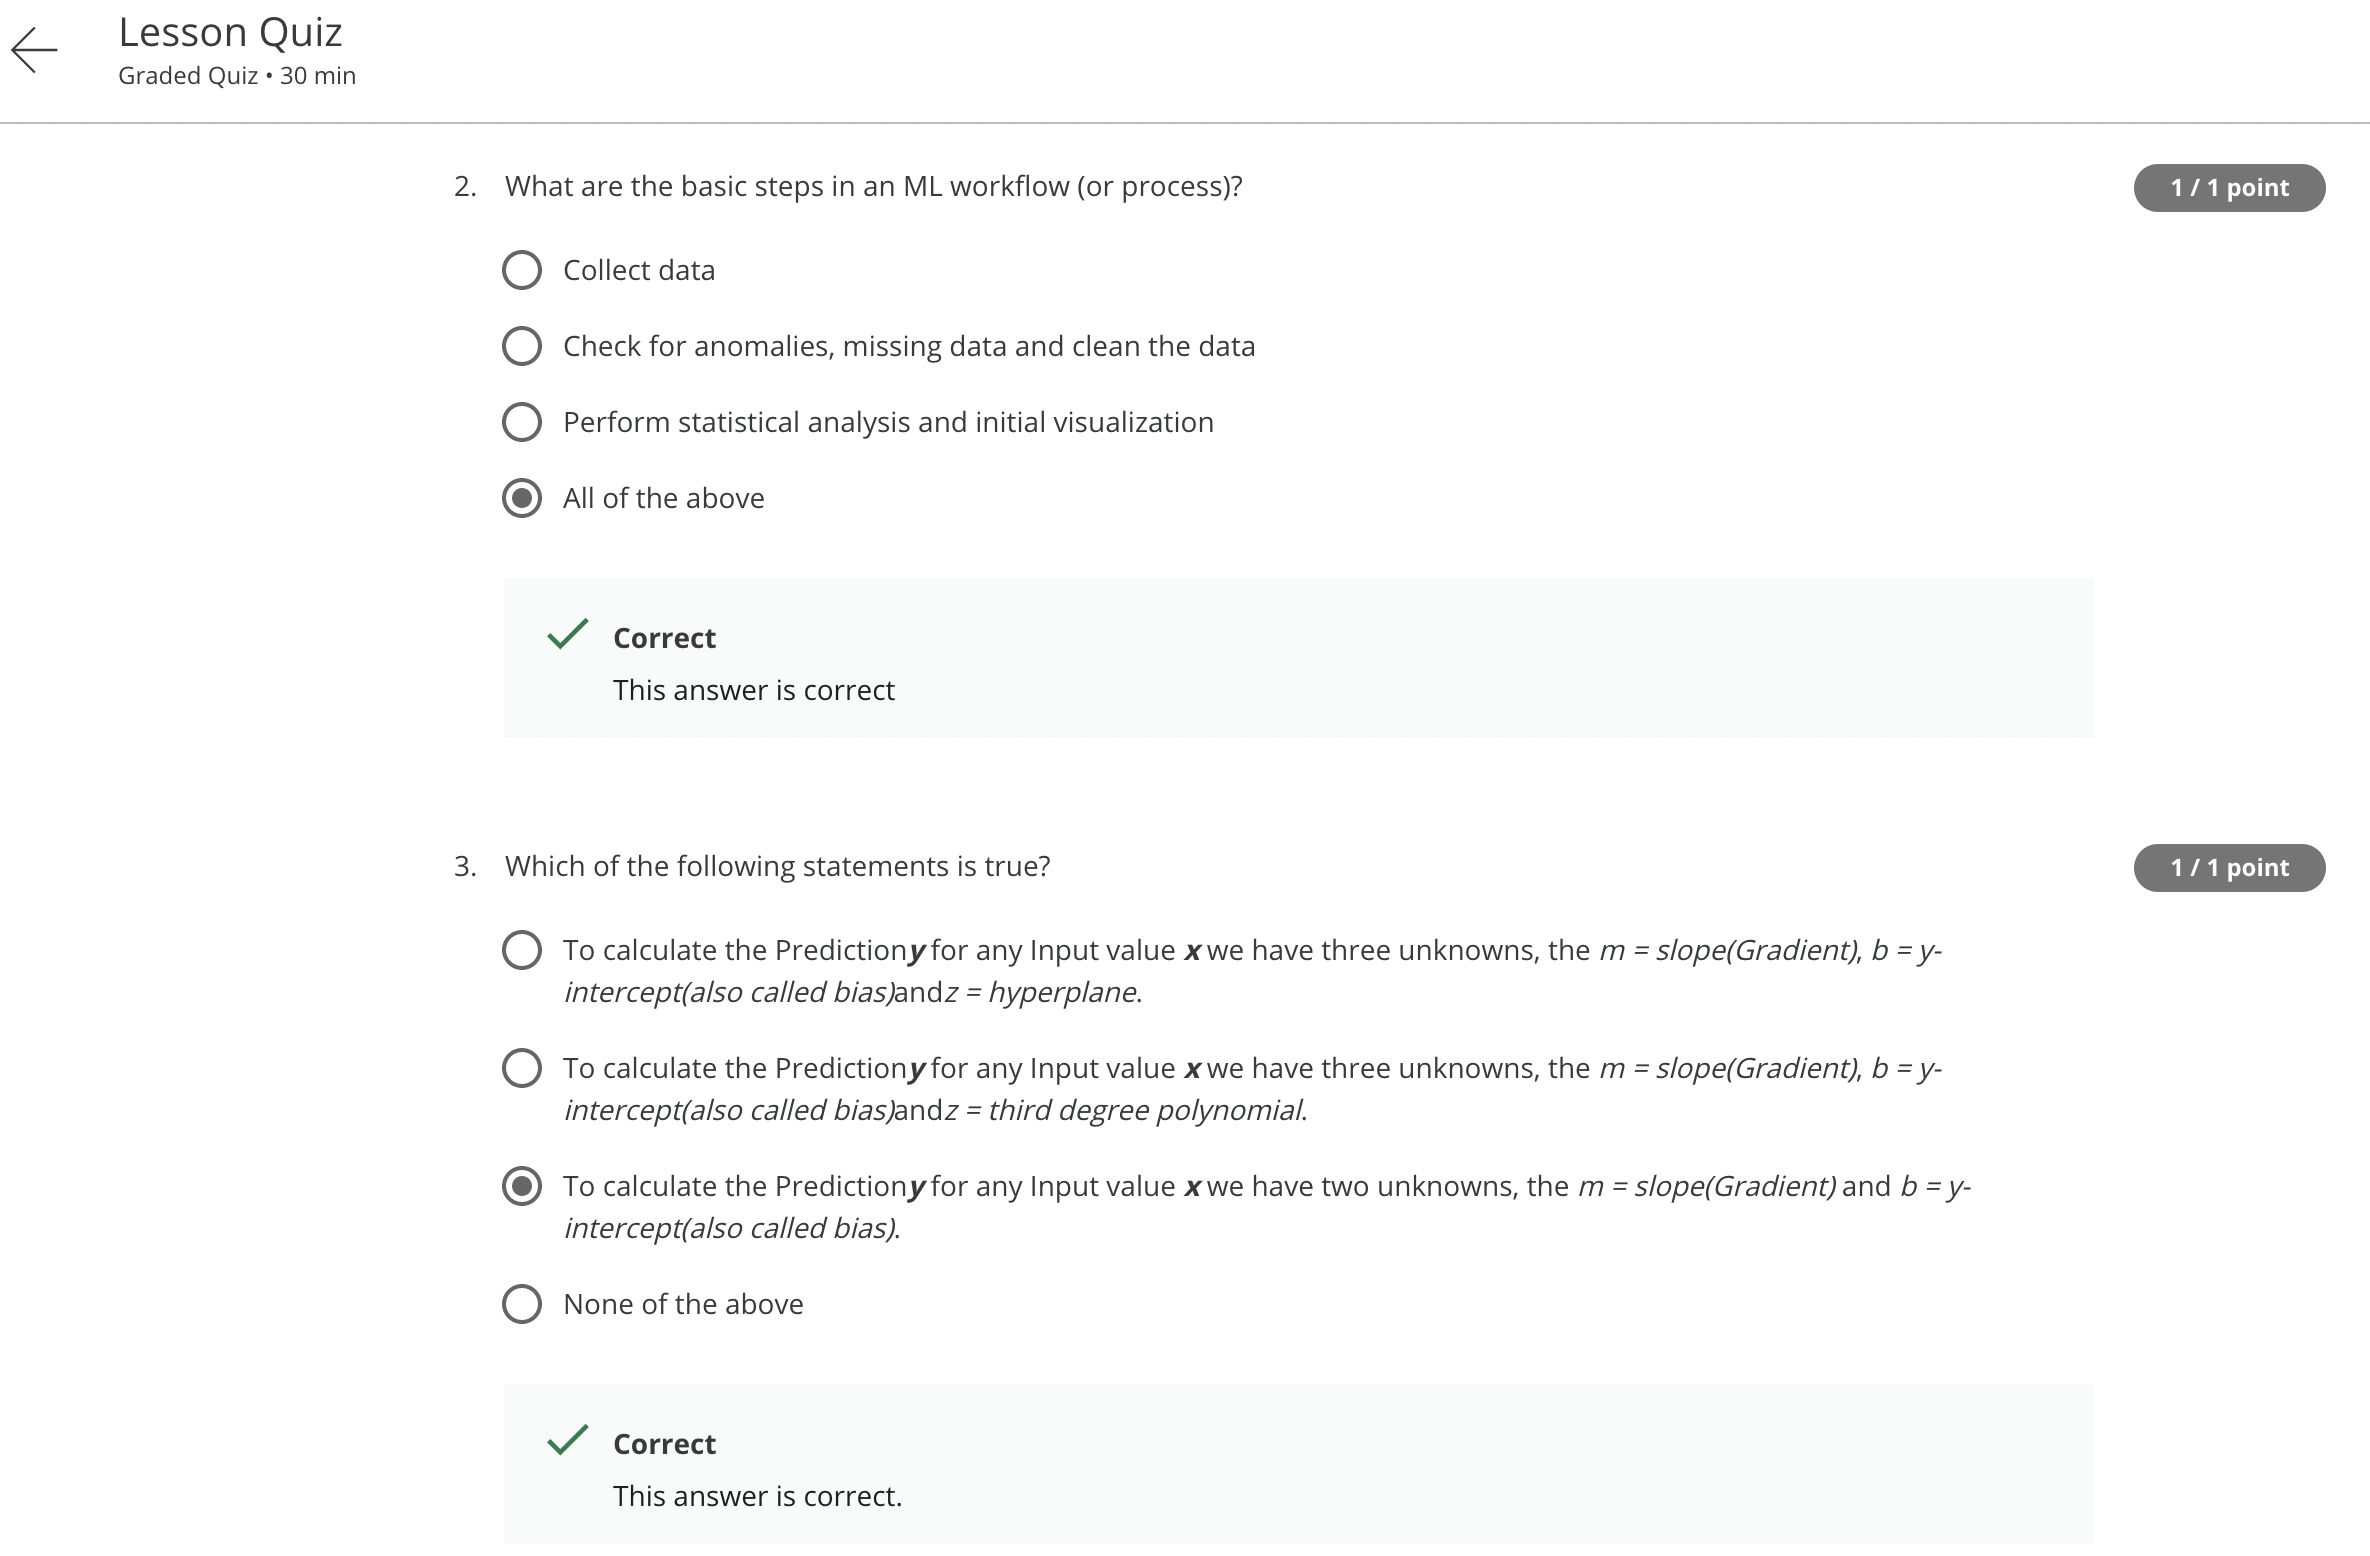 Lesson Quiz
Graded Quiz • 30 min
2. What are the basic steps in an ML workflow (or process)?
1 / 1 point
Collect data
Check for anomalies, missing data and clean the data
Perform statistical analysis and initial visualization
All of the above
Correct
This answer is correct
3. Which of the following statements is true?
1 / 1 point
To calculate the Predictiony for any Input value x we have three unknowns, the m = slope(Gradient), b = y-
intercept(also called bias)andz = hyperplane.
To calculate the Predictiony for any Input value x we have three unknowns, the m = slope(Gradient), b = y-
intercept(also called bias)andz = third degree polynomial.
To calculate the Predictiony for any Input value x we have two unknowns, the m = slope(Gradient) and b = y-
intercept(also called bias).
None of the above
Correct
This answer is correct.